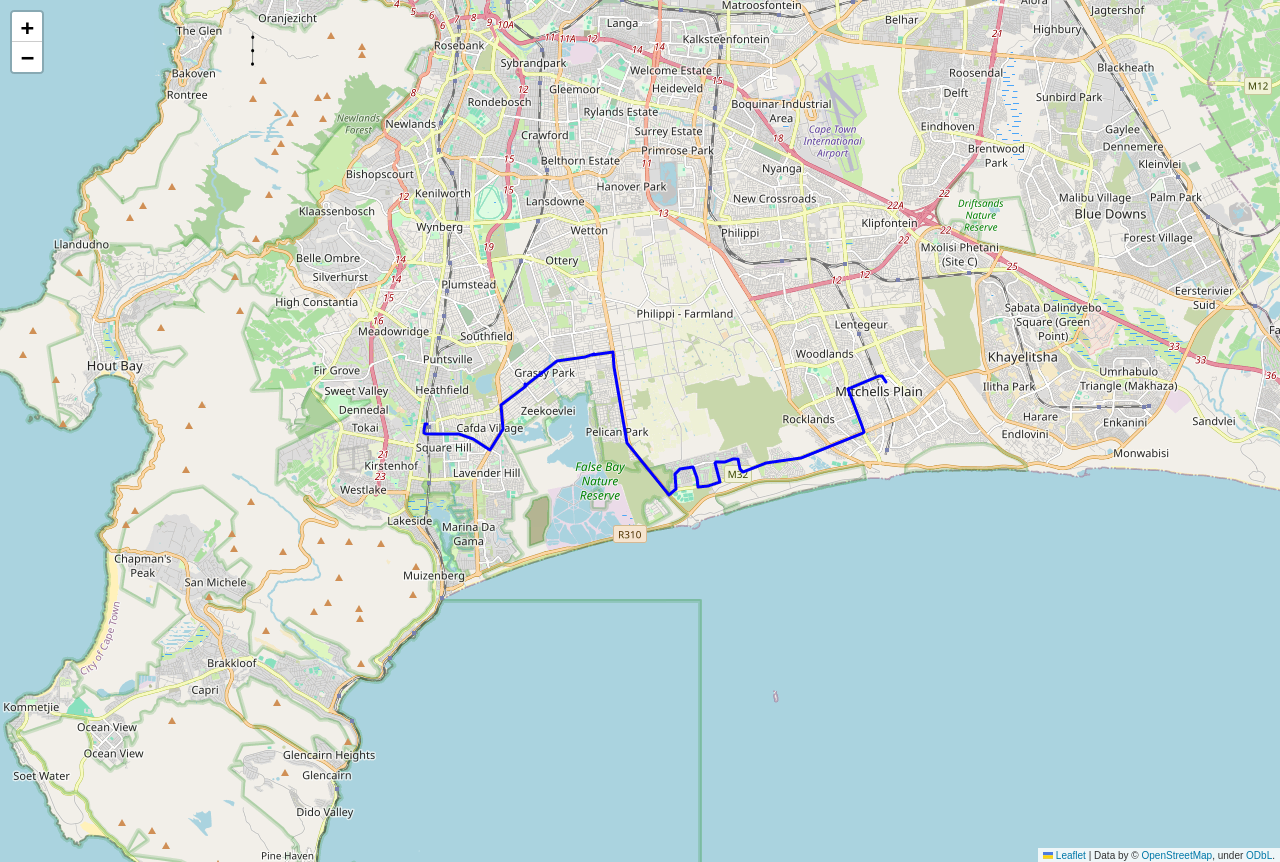 +
−
Oranjezicht
The Glen
4
5
6
7
8
9
10A
Langa
Matroosfontein
Belhar
Jagtershof
Highbury
21
Rosebank
11
11A
12
14
14
Kalksteenfontein
Bakoven
Rontree
Sybrandpark
Welcome Estate
15
Roosendal
Blackheath
M12
8
Gleemoor
Heideveld
Delft
Sunbird Park
12
Rondebosch
Rylands Estate
Boquinar Industrial
Area
Newlands
Forest
Newlands
Crawford
Surrey Estate
18
Cape Town
International
Airport
Eindhoven
Gaylee
Dennemere
Primrose Park
Brentwood
Park
15
Belthorn Estate
11
Kleinvlei
Bishopscourt
Nyanga
Kenilworth
15
Hanover Park
22
12
Lansdowne
New Crossroads
22A
Driftsands
Nature
Reserve
Malibu Village
Palm Park
Klaassenbosch
13
Blue Downs
Wynberg
Wetton
Philippi
Klipfontein
22
22
Forest Village
Llandudno
19
Mxolisi Phetani
(Site C)
Belle Ombre
14
Ottery
25
Silverhurst
14
12
12
Plumstead
Eersterivier
Suid
High Constantia
15
Sabata Dalindyebo
Square (Green
Point)
16
Philippi - Farmland
Meadowridge
Southfield
Lentegeur
33
33
Hout Bay
Puntsville
Woodlands
Khayelitsha
Fir Grove
Grassy Park
Umrhabulo
Triangle (Makhaza)
36
Sweet Valley
Heathfield
Mitchells Plain
Ilitha Park
Dennedal
Zeekoevlei
Harare
Tokai
Cafda Village
Pelican Park
Rocklands
Endlovini
Enkanini
Sandvlei
Square Hill
21
Monwabisi
Kirstenhof
23
Lavender Hill
False Bay
Nature
Reserve
M32
Westlake
Lakeside
Marina Da
Gama
R310
Chapman's
Peak
San Michele
Muizenberg
City of Cape Town
Brakkloof
Capri
Kommetjie
Ocean View
Ocean View
Glencairn Heights
Soet Water
Glencairn
Dido Valley
Pine Haven
Leaflet | Data by © OpenStreetMap, under ODbL.